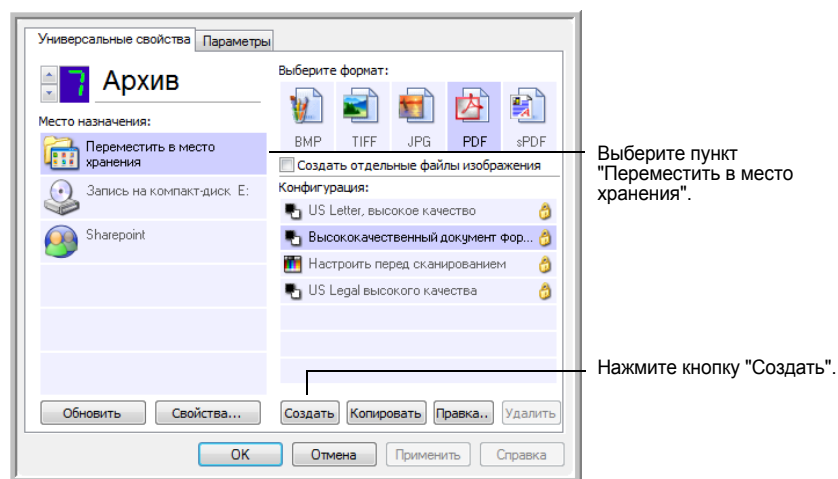 Универсальные свойства
Параметры
7
Архив
Место назначения:
Переместить в место
хранения
Запись на компакт-диск E:
Sharepoint
Обновить
Свойства...
Выберите формат:
BMP
TIFF
JPG
PDF
sPDF
Создать отдельные файлы изображения
Конфигурация:
US Letter, высокое качество
Высококачественный документ фор...
Настроить перед сканированием
US Legal высокого качества
Создать
Копировать
Правка..
Удалить
OK
Отмена
Применить
Справка
Выберите пункт
"Переместить в место
хранения".
Нажмите кнопку "Создать".